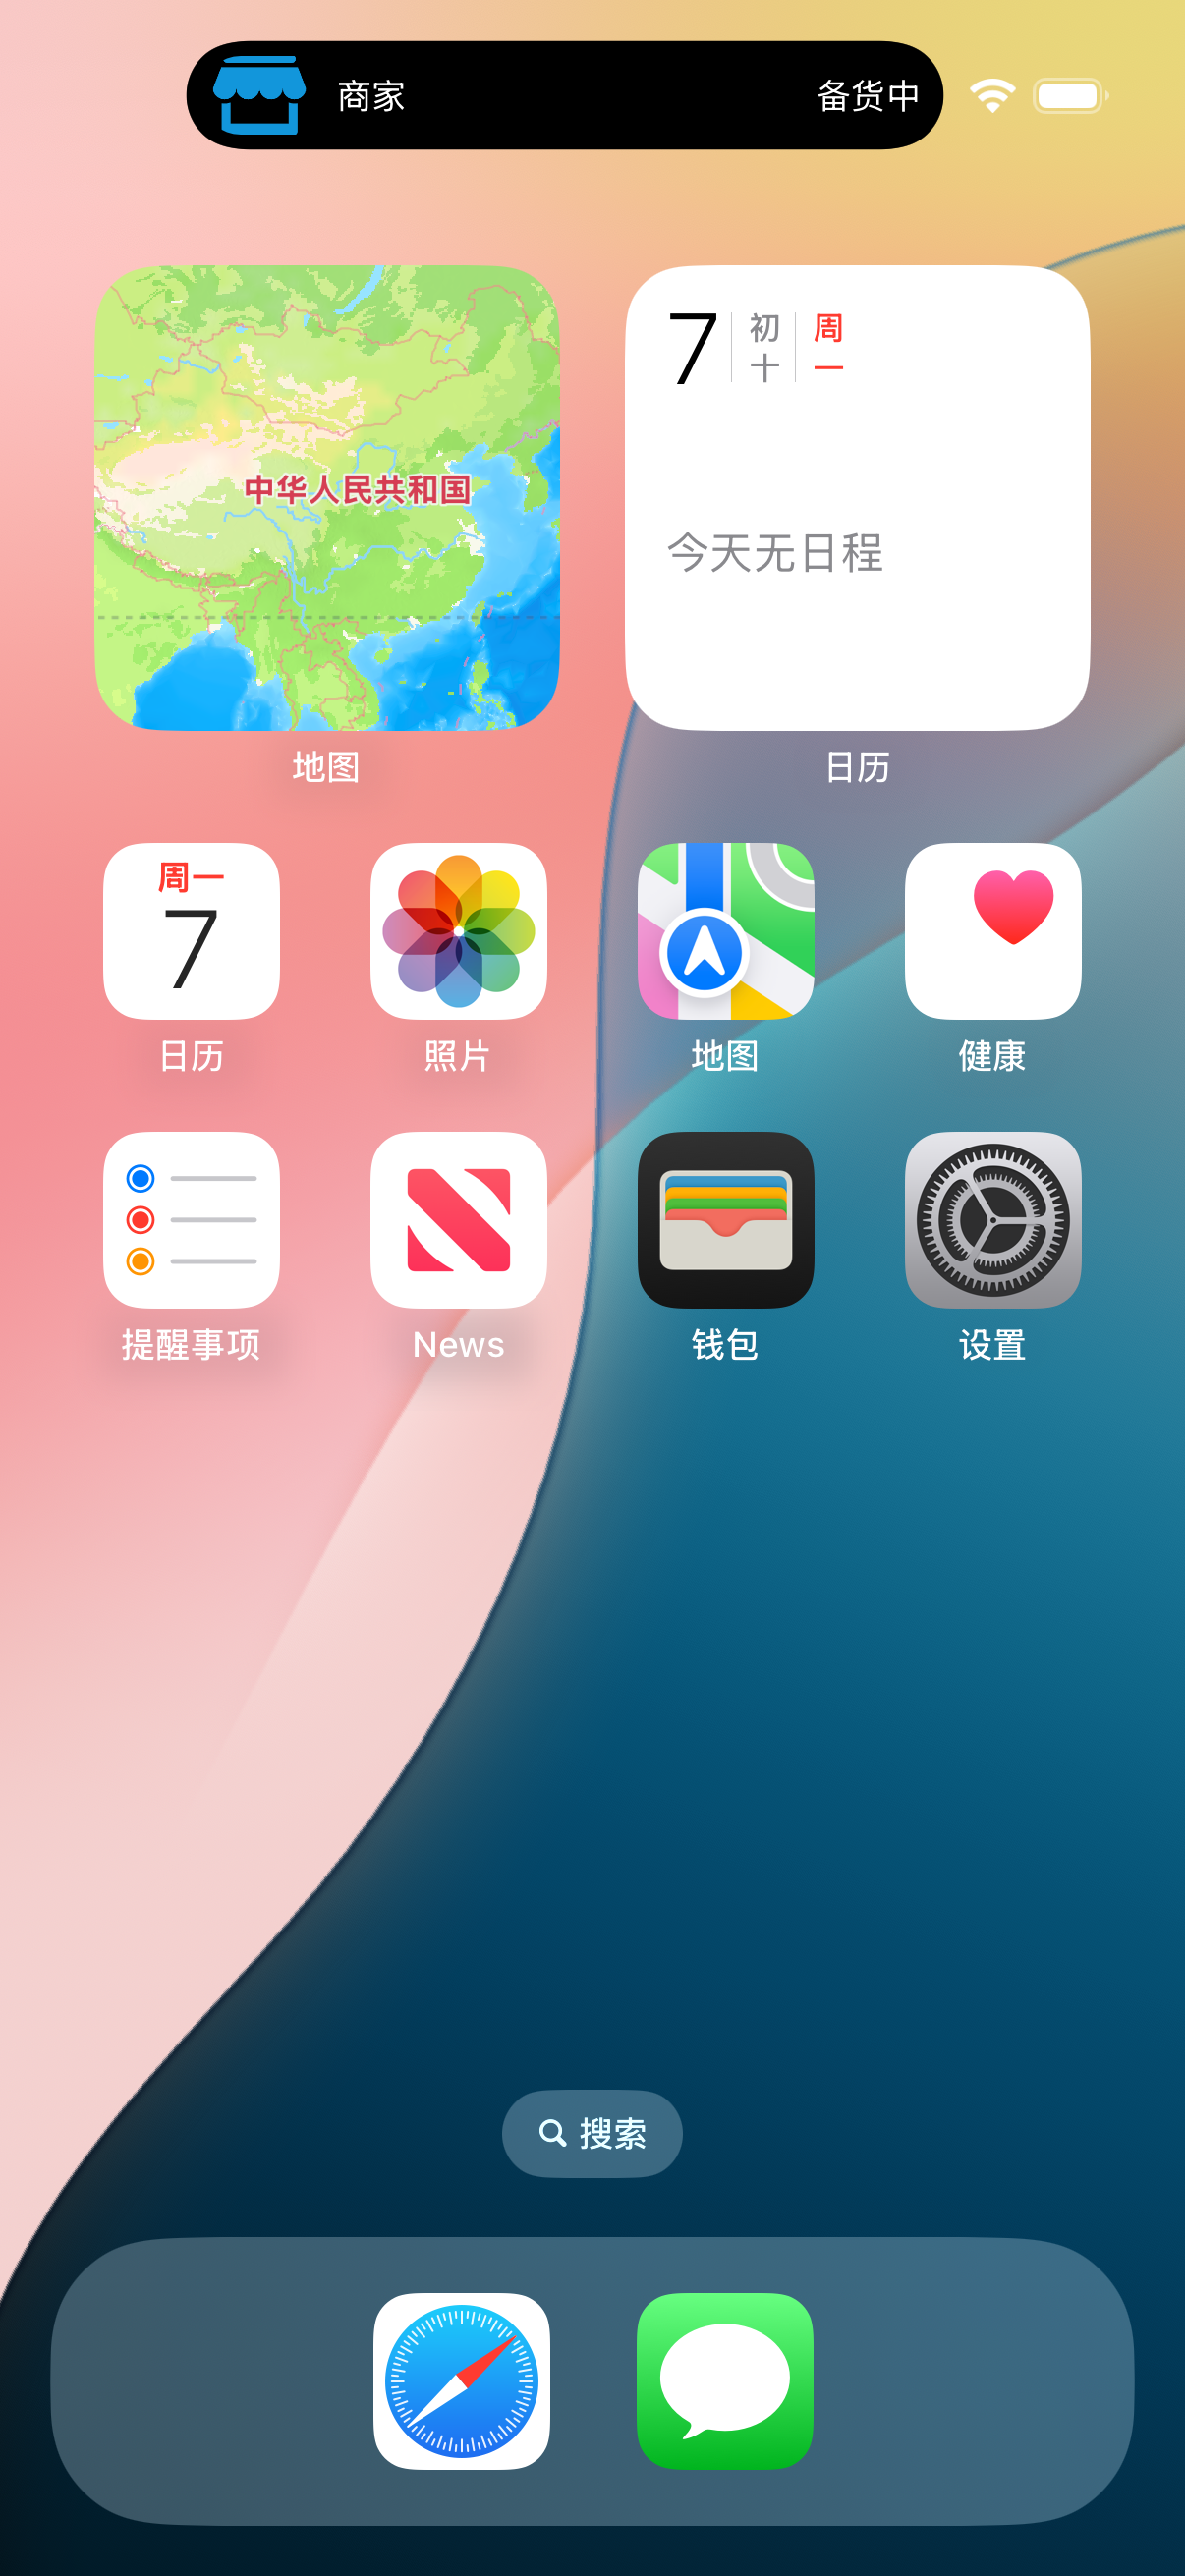 商家 备货中
中华人民共和国
7 初十 周一
今天无日程
地图 日历
周一
7
日历 照片 地图 健康
提醒事项 News 钱包 设置
搜索